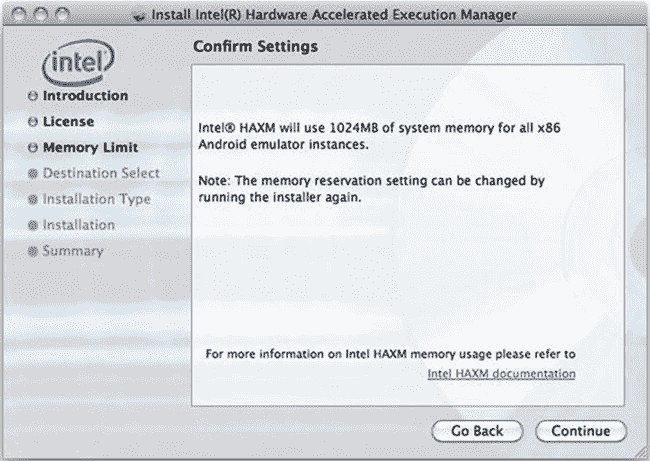 Install Intel(R) Hardware Accelerated Execution Manager
intel
Confirm Settings
Introduction
License
Memory Limit
Destination Select
Installation Type
Installation
Summary
Intel® HAXM will use 1024MB of system memory for all x86
Android emulator instances.
Note: The memory reservation setting can be changed by
running the installer again.
For more information on Intel HAXM memory usage please refer to
Intel HAXM documentation
Go Back
Continue